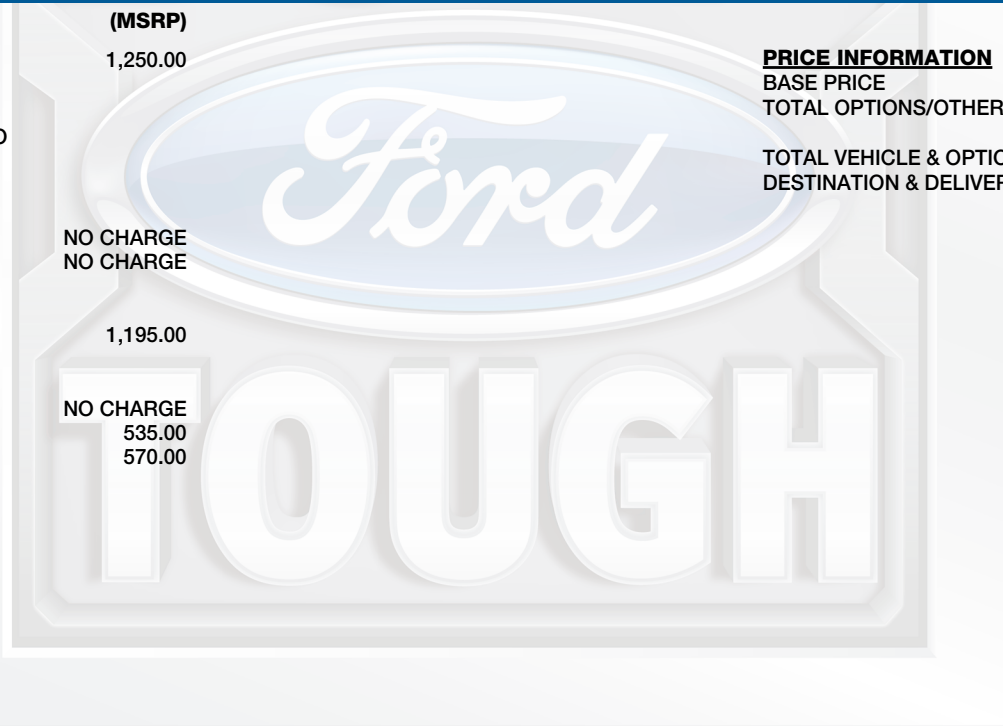 (MSRP)
1,250.00
NO CHARGE
NO CHARGE
1,195.00
NO CHARGE
535.00
570.00
PRICE INFORMATION
BASE PRICE
TOTAL OPTIONS/OTHER
TOTAL VEHICLE & OPTIO
DESTINATION & DELIVER
Ford
TOUGH